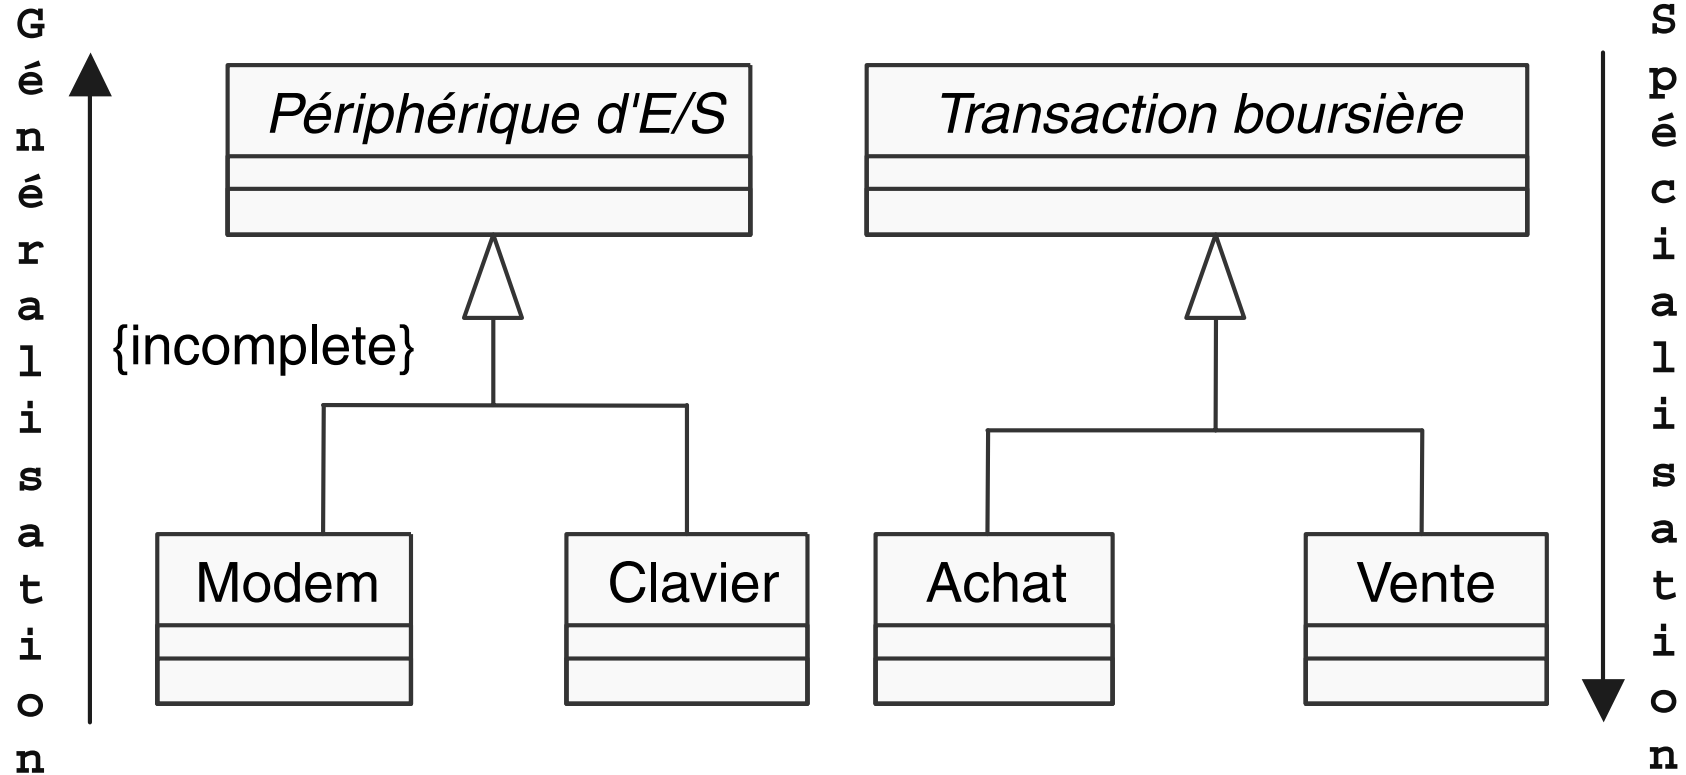 Généralisation
Périphérique d'E/S
Transaction boursière
{incomplete}
Modem
Clavier
Achat
Vente
Spécialisation